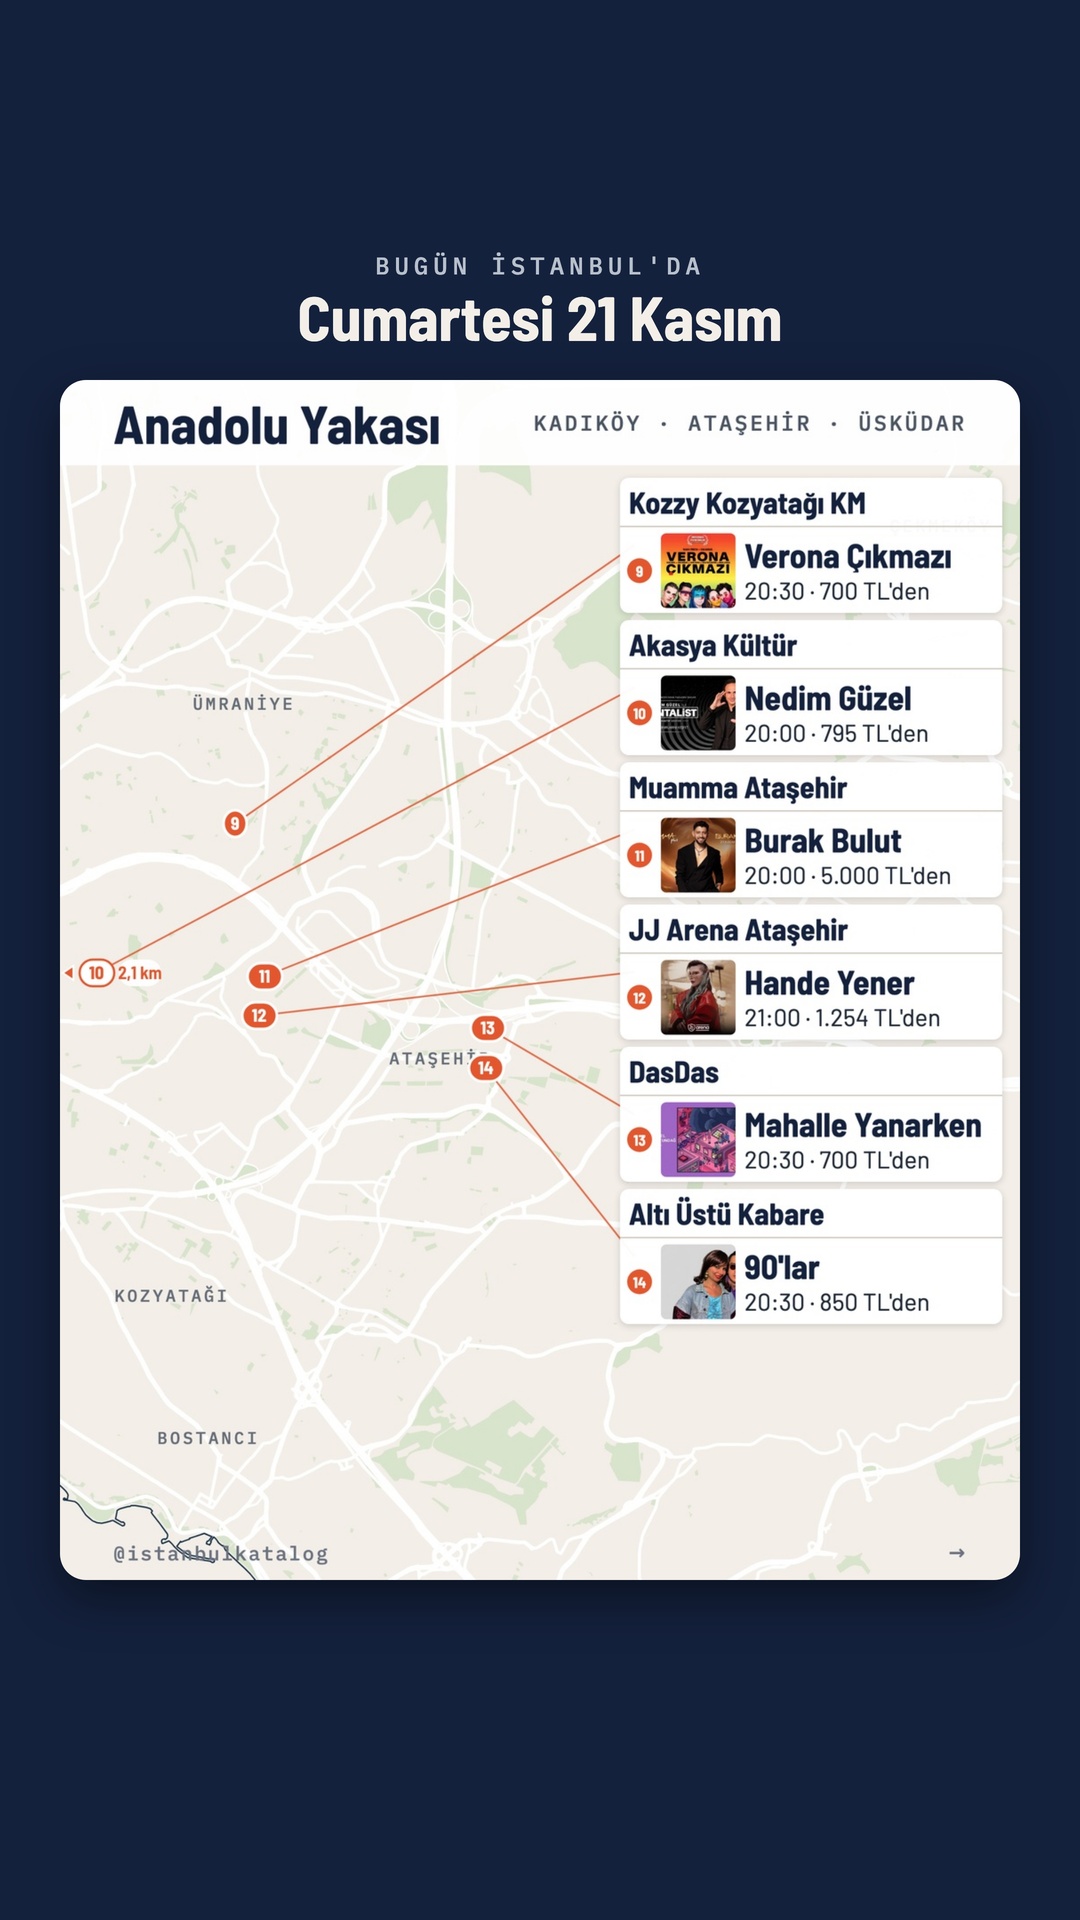 BUGÜN İSTANBUL'DA
Cumartesi 21 Kasım
Anadolu Yakası
KADIKÖY · ATAŞEHİR · ÜSKÜDAR
Kozzy Kozyatağı KM
9
VERONA
ÇIKMAZI
Verona Çıkmazı
20:30 · 700 TL'den
Akasya Kültür
10
NTALİST
Nedim Güzel
20:00 · 795 TL'den
Muamma Ataşehir
11
Burak Bulut
20:00 · 5.000 TL'den
JJ Arena Ataşehir
12
Hande Yener
21:00 · 1.254 TL'den
DasDas
13
Mahalle Yanarken
20:30 · 700 TL'den
Altı Üstü Kabare
14
90'lar
20:30 · 850 TL'den
ÜMRANİYE
9
10 2,1 km
11
12
13
ATAŞEHİ
14
KOZYATAĞI
BOSTANCI
@istanbulkatalog
→